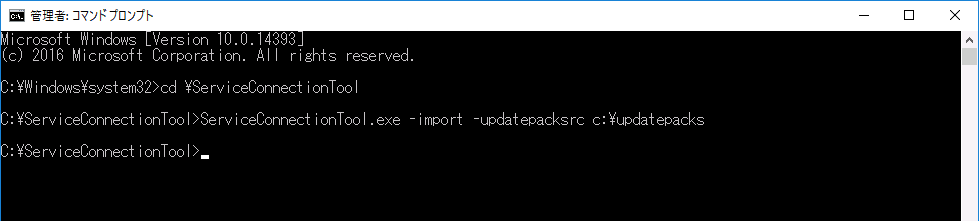 管理者: コマンドプロンプト
Microsoft Windows [Version 10.0.14393]
(c) 2016 Microsoft Corporation. All rights reserved.
C:¥Windows¥system32>cd ¥ServiceConnectionTool
C:¥ServiceConnectionTool>ServiceConnectionTool.exe -import -updatepacksrc c:¥updatepacks
C:¥ServiceConnectionTool>